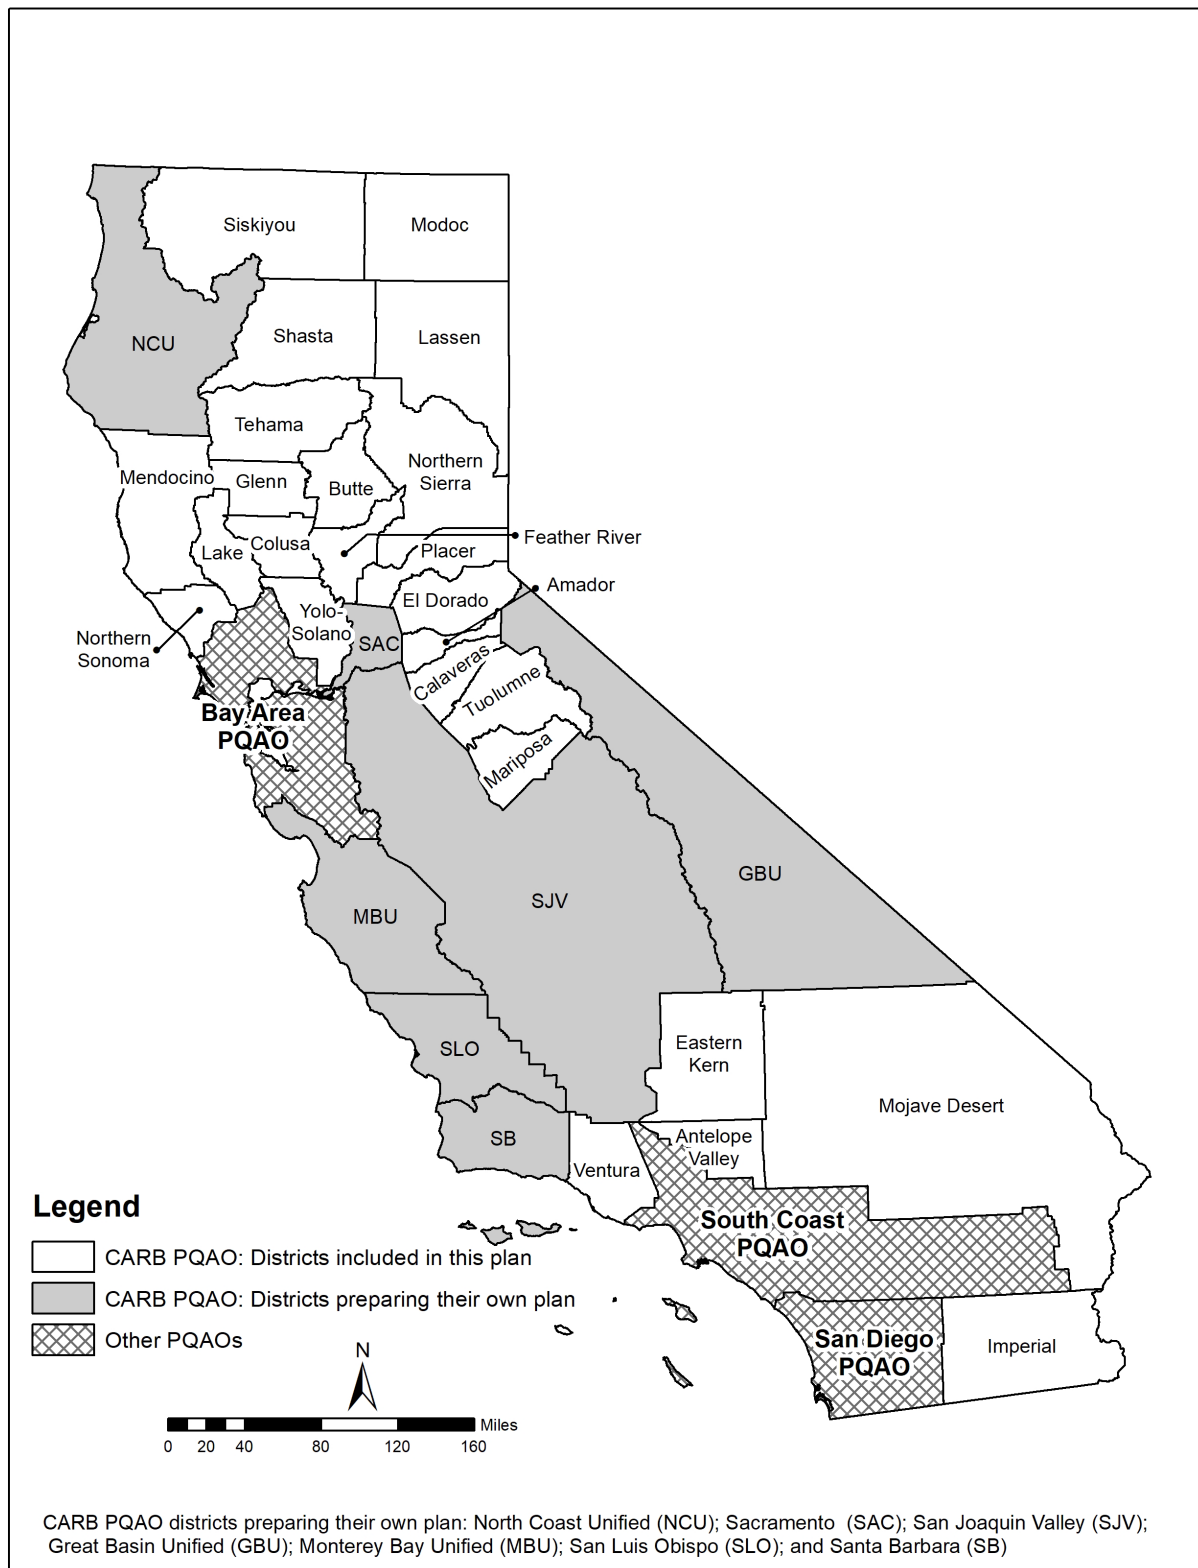 Siskiyou
Modoc
NCU
Shasta
Lassen
Tehama
Mendocino
Glenn
Butte
Northern
Sierra
Lake
Colusa
Feather River
Placer
Amador
El Dorado
Yolo-
Solano
SAC
Northern
Sonoma
Calaveras
Tuolumne
Bay Area
PQAO
Mariposa
GBU
SJV
MBU
SLO
Eastern
Kern
Mojave Desert
SB
Antelope
Valley
Ventura
South Coast
PQAO
San Diego
PQAO
Imperial
Legend
CARB PQAO: Districts included in this plan
CARB PQAO: Districts preparing their own plan
Other PQAOs
N
Miles
0 20 40 80 120 160
CARB PQAO districts preparing their own plan: North Coast Unified (NCU); Sacramento (SAC); San Joaquin Valley (SJV);
Great Basin Unified (GBU); Monterey Bay Unified (MBU); San Luis Obispo (SLO); and Santa Barbara (SB)